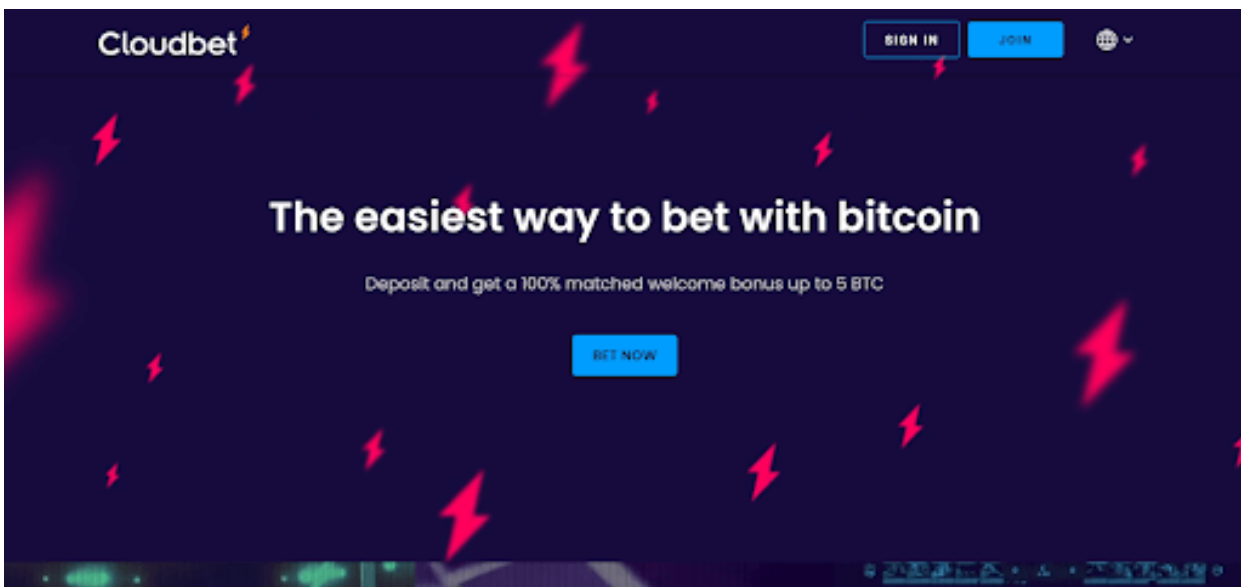 Cloudbet
SIGN IN
JOIN
The easiest way to bet with bitcoin
Deposit and get a 100% matched welcome bonus up to 5 BTC
BET NOW